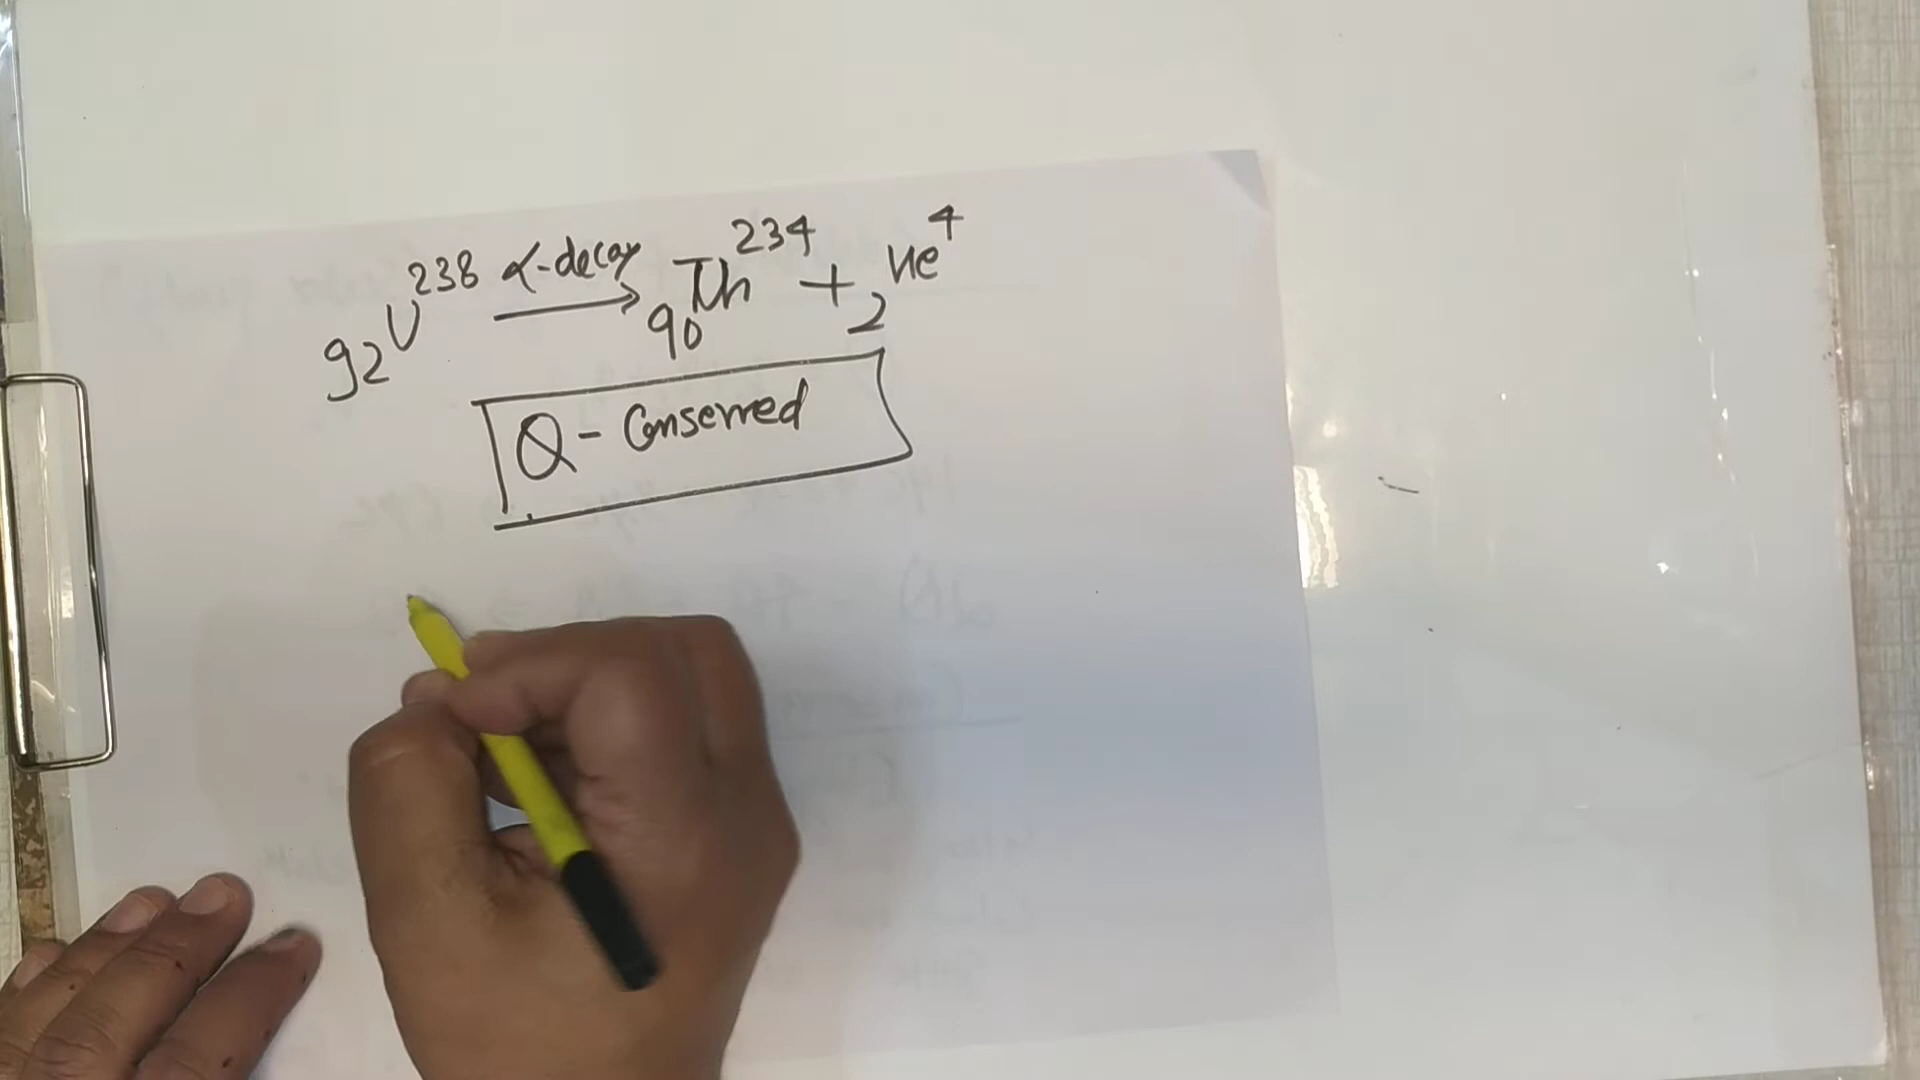 92U238 α-decay → 90Th234 + 2He4
Q - Conserved